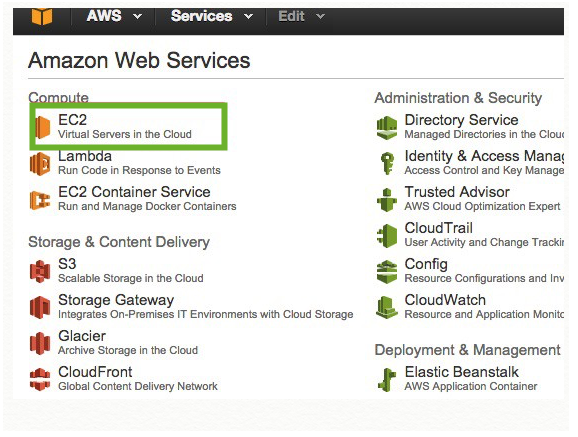 AWS Services Edit
Amazon Web Services
Compute
EC2
Virtual Servers in the Cloud
Lambda
Run Code in Response to Events
EC2 Container Service
Run and Manage Docker Containers
Storage & Content Delivery
S3
Scalable Storage in the Cloud
Storage Gateway
Integrates On-Premises IT Environments with Cloud Storage
Glacier
Archive Storage in the Cloud
CloudFront
Global Content Delivery Network
Administration & Security
Directory Service
Managed Directories in the Clou
Identity & Access Mana
Access Control and Key Manage
Trusted Advisor
AWS Cloud Optimization Expert
CloudTrail
User Activity and Change Tracki
Config
Resource Configurations and Inv
CloudWatch
Resource and Application Monito
Deployment & Management
Elastic Beanstalk
AWS Application Container